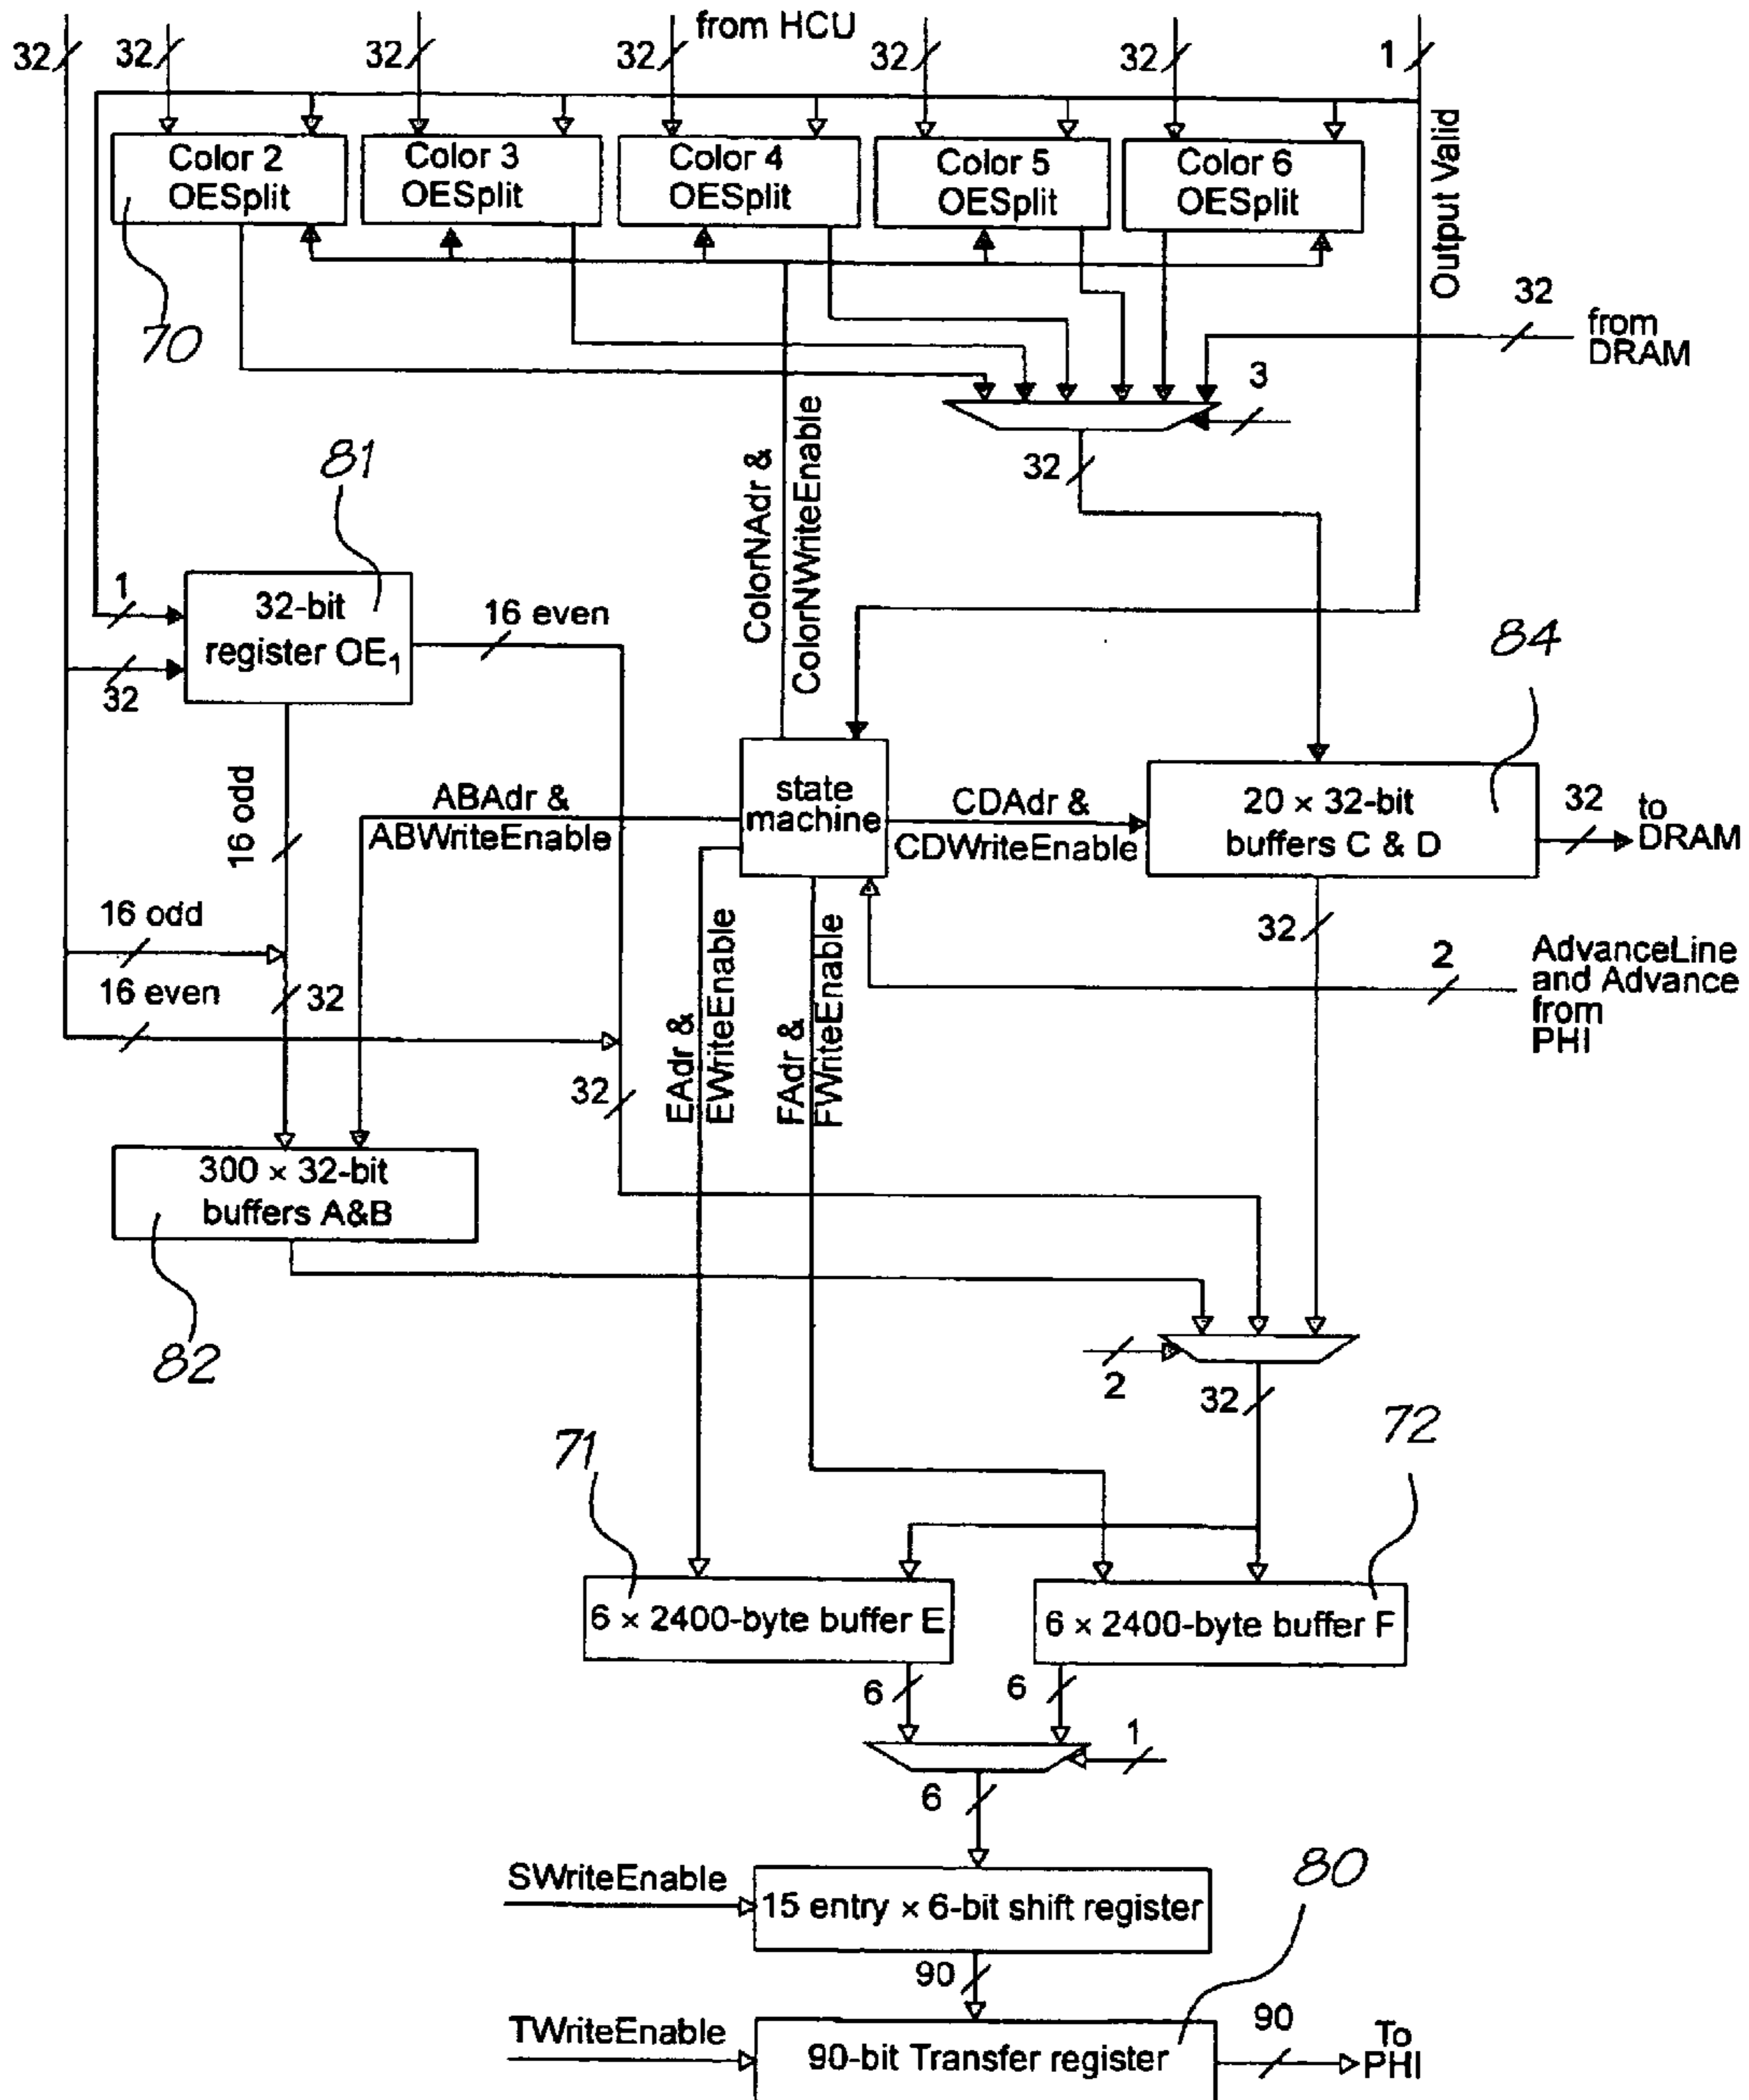 from HCU
32
32
32
32
32
32
1
Color 2
OESplit
Color 3
OESplit
Color 4
OESplit
Color 5
OESplit
Color 6
OESplit
Output Valid
70
32
from
DRAM
3
32
81
ColorNAdr &
ColorNWriteEnable
1
32-bit
register OE₁
32
16 even
84
16 odd
ABAdr &
ABWriteEnable
state
machine
CDAdr &
CDWriteEnable
20 × 32-bit
buffers C & D
32
to
DRAM
16 odd
16 even
32
32
EAdr &
EWriteEnable
FAdr &
FWriteEnable
32
2
AdvanceLine
and Advance
from
PHI
300 × 32-bit
buffers A&B
82
2
32
71
72
6 × 2400-byte buffer E
6 × 2400-byte buffer F
6
6
1
6
80
SWriteEnable
15 entry × 6-bit shift register
90
TWriteEnable
90-bit Transfer register
90
To
PHI